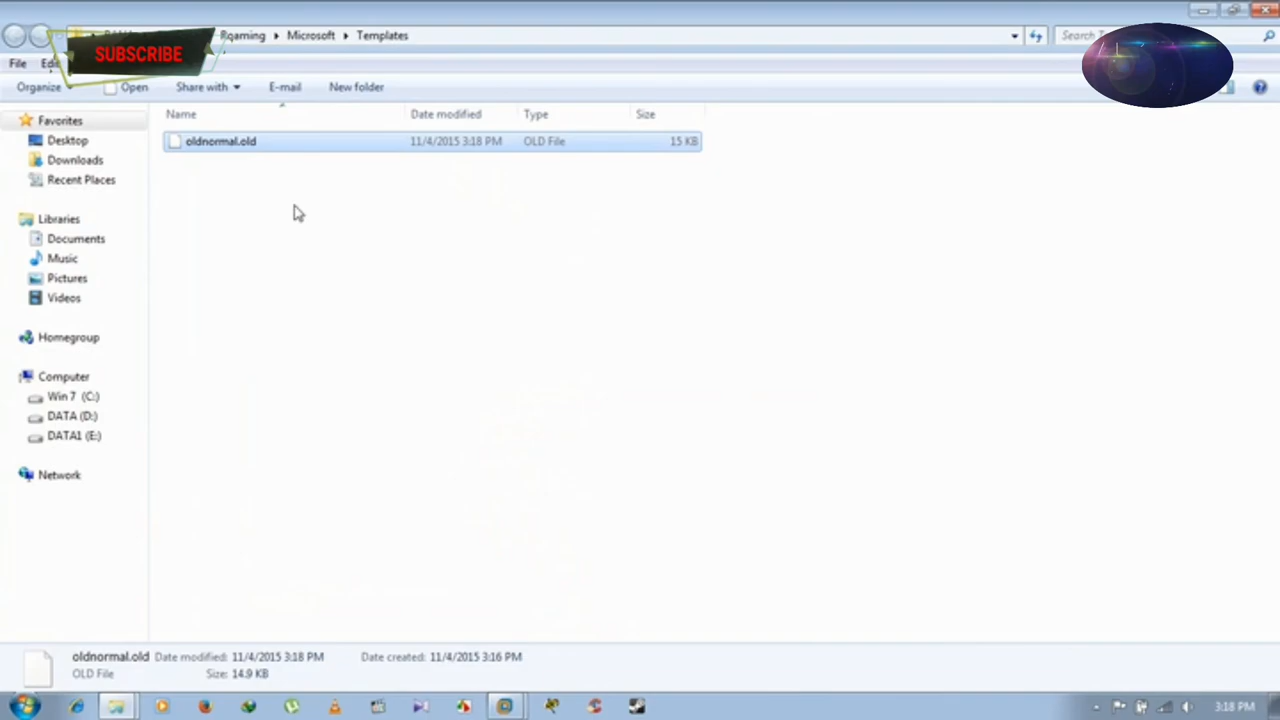 Roaming Microsoft Templates
Search
SUBSCRIBE
File
Organize Open Share with E-mail New folder
Name Date modified Type Size
oldnormal.old 11/4/2015 3:18 PM OLD File 15 KB
Favorites
Desktop
Downloads
Recent Places
Libraries
Documents
Music
Pictures
Videos
Homegroup
Computer
Win 7 (C:)
DATA (D:)
DATA1 (E:)
Network
oldnormal.old Date modified: 11/4/2015 3:18 PM Date created: 11/4/2015 3:16 PM
OLD File Size: 14.9 KB
3:18 PM